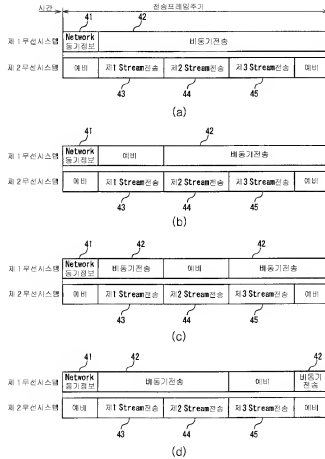 시간 전송프레임주기
41 42
제1무선시스템 Network 동기정보 비동기전송
제2무선시스템 예비 제1 Stream전송 제2 Stream전송 제3 Stream전송 예비
43 44 45
(a)
41 42
제1무선시스템 Network 동기정보 예비 비동기전송
제2무선시스템 예비 제1 Stream전송 제2 Stream전송 제3 Stream전송 예비
43 44 45
(b)
41 42 42
제1무선시스템 Network 동기정보 비동기전송 예비 비동기전송
제2무선시스템 예비 제1 Stream전송 제2 Stream전송 제3 Stream전송 예비
43 44 45
(c)
41 42 42
제1무선시스템 Network 동기정보 비동기전송 예비 비동기 전송
제2무선시스템 예비 제1 Stream전송 제2 Stream전송 제3 Stream전송 예비
43 44 45
(d)